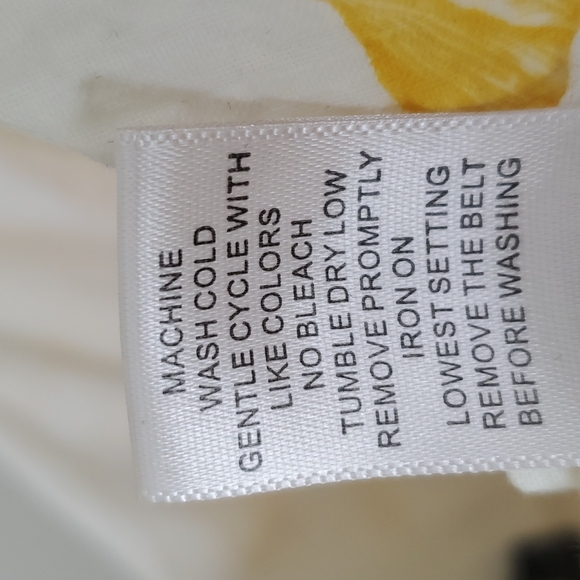 MACHINE
WASH COLD
GENTLE CYCLE WITH
LIKE COLORS
NO BLEACH
TUMBLE DRY LOW
REMOVE PROMPTLY
IRON ON
LOWEST SETTING
REMOVE THE BELT
BEFORE WASHING